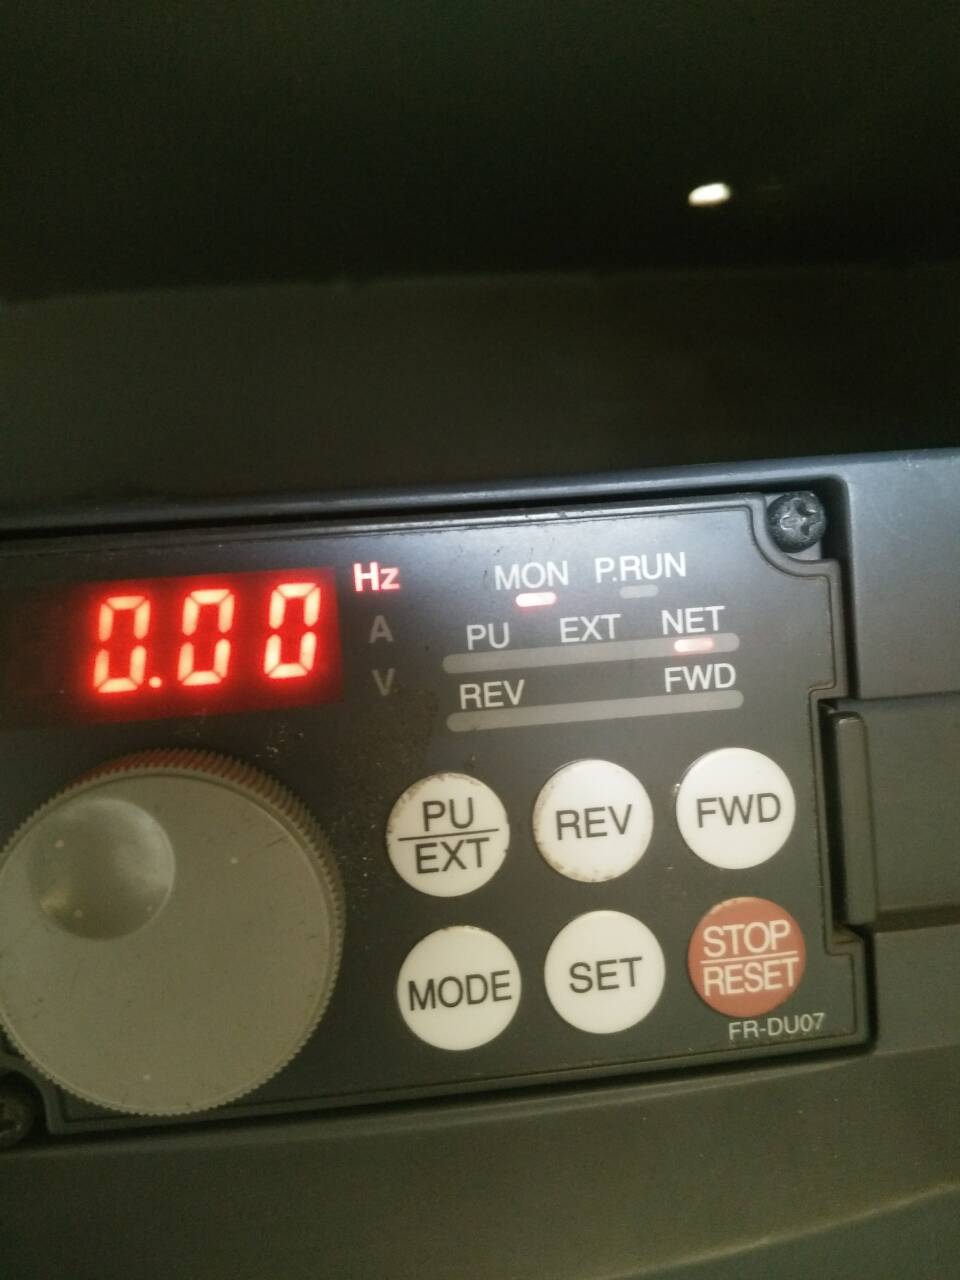 0.00
Hz
A
V
MON P.RUN
PU EXT NET
REV FWD
PU
EXT
REV
FWD
MODE
SET
STOP
RESET
FR-DU07